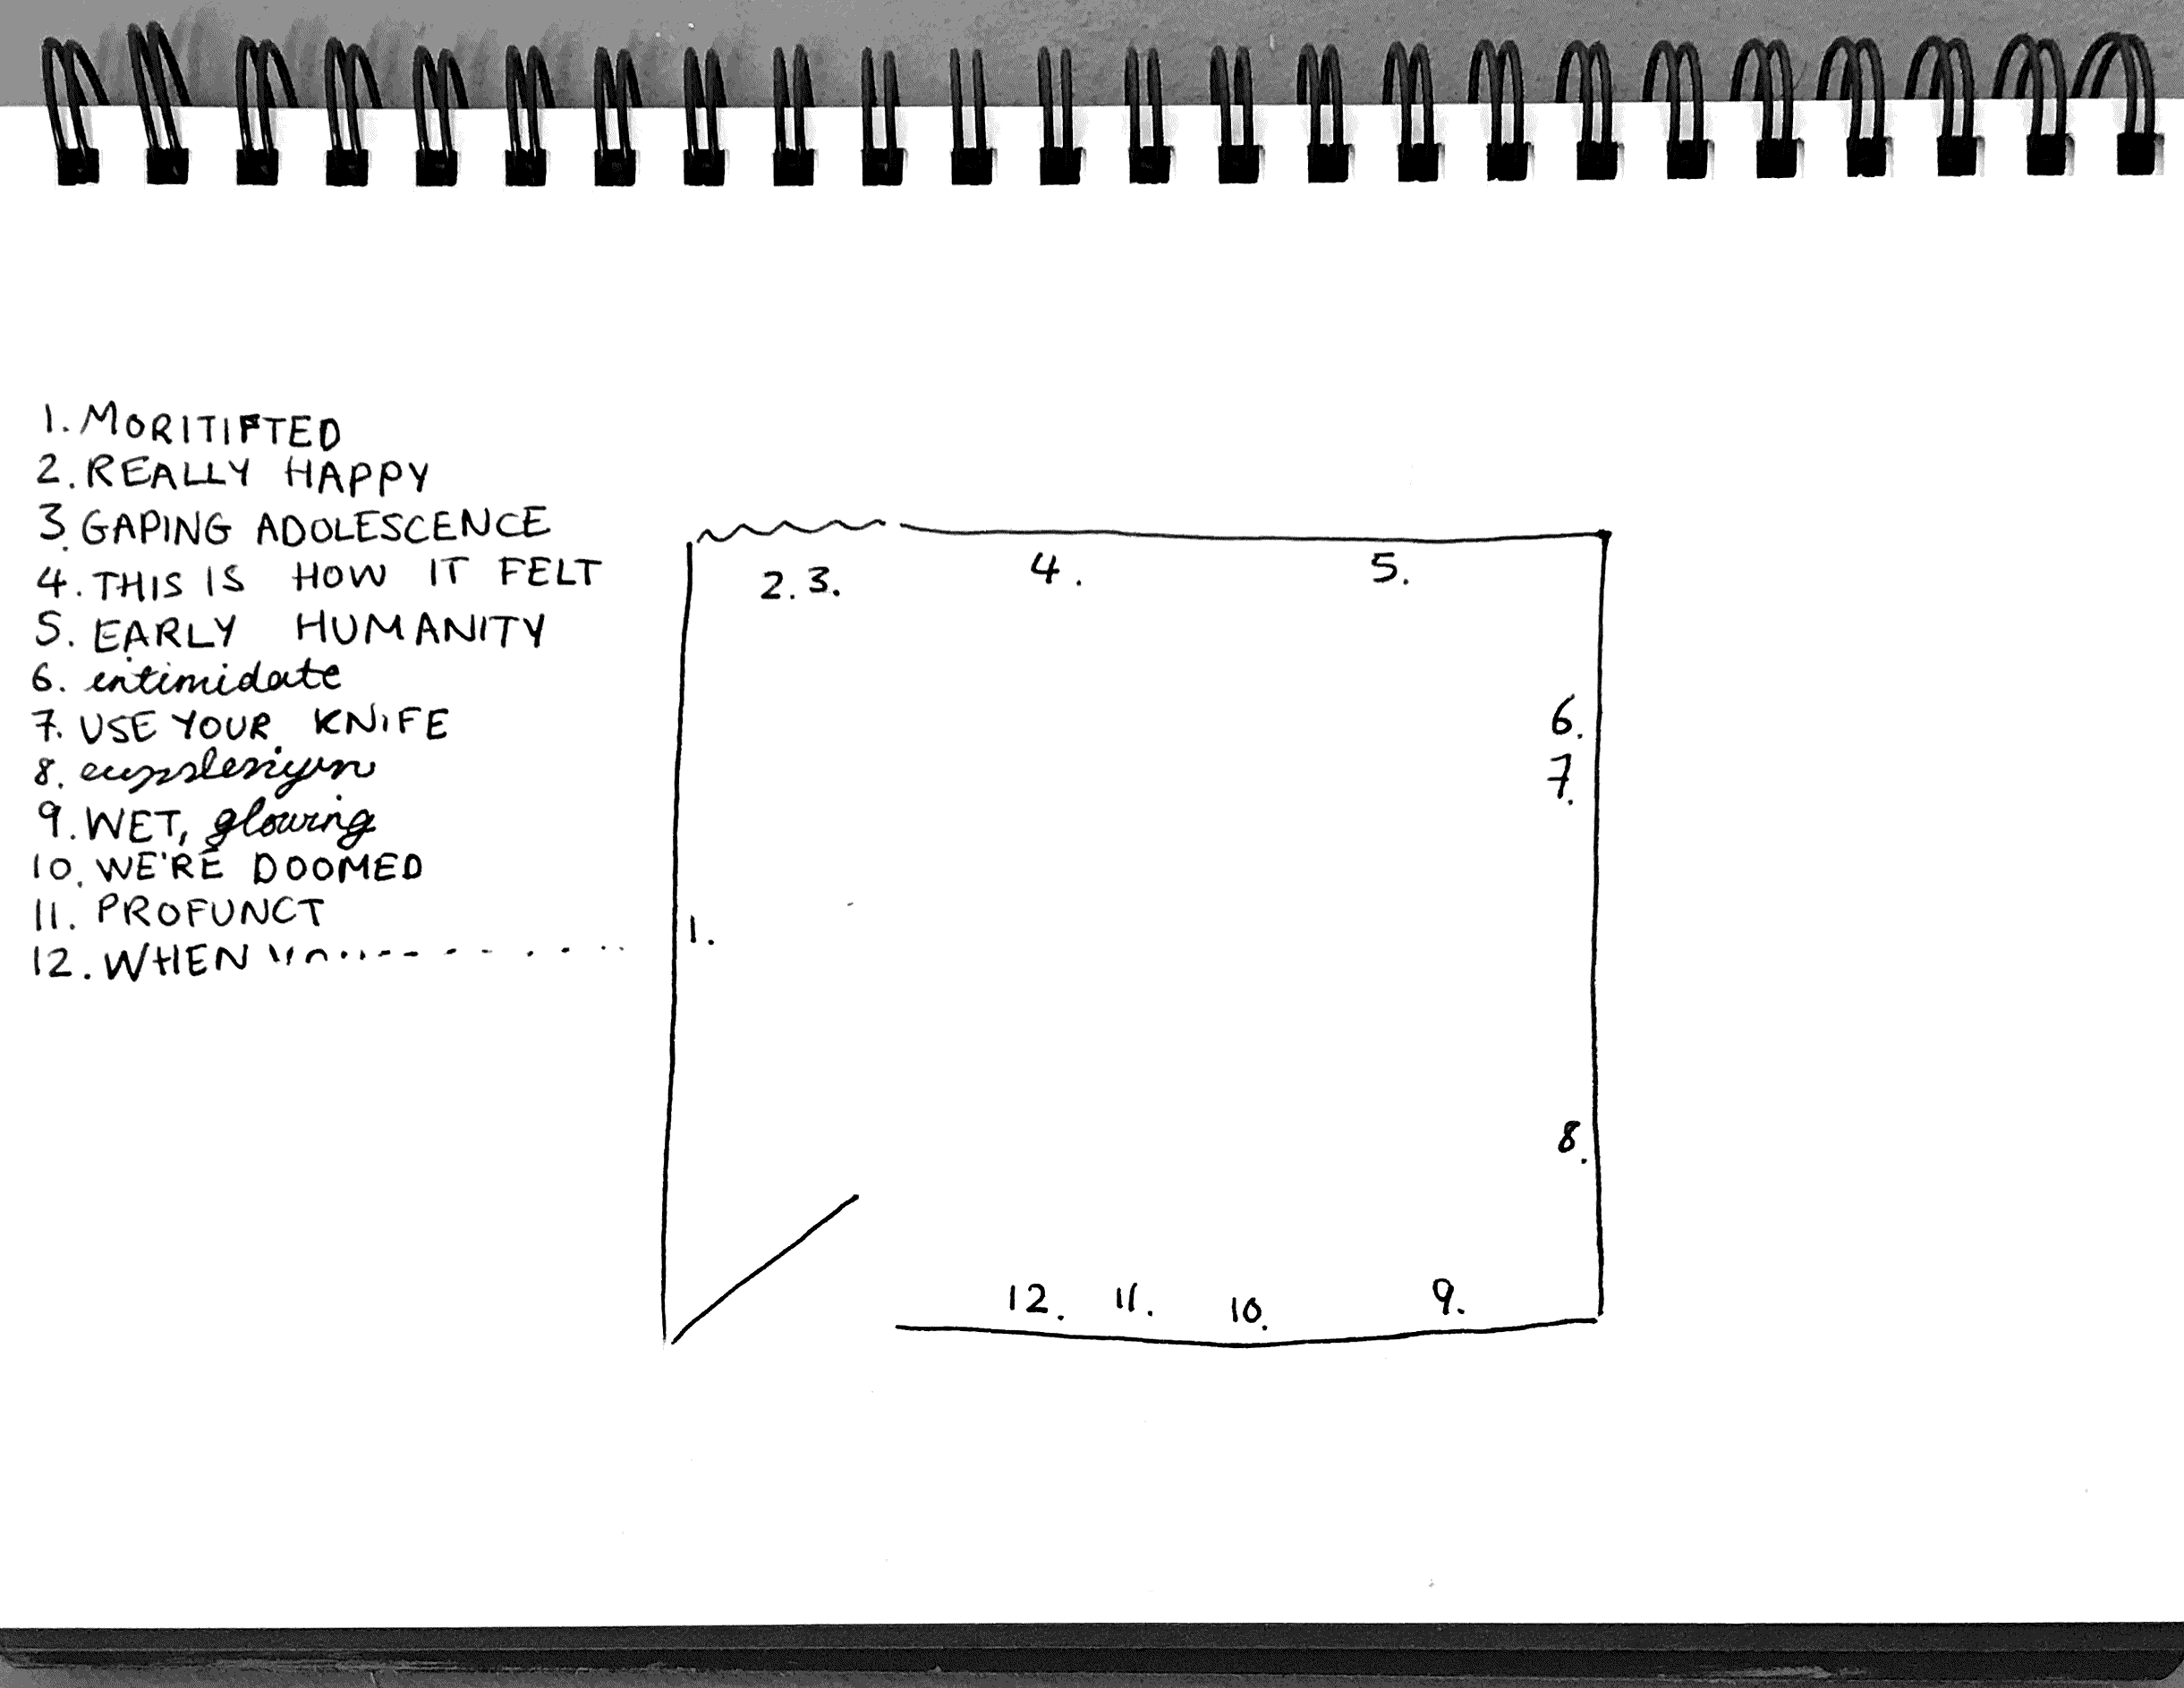 1. MORITIFTED
2. REALLY HAPPY
3. GAPING ADOLESCENCE
4. THIS IS HOW IT FELT
5. EARLY HUMANITY
6. intimidate
7. USE YOUR KNIFE
8.
9. WET, glowing
10. WE'RE DOOMED
11. PROFUNCT
12. WHEN
2. 3. 4. 5.
6.
7.
1.
8.
12. 11. 10. 9.